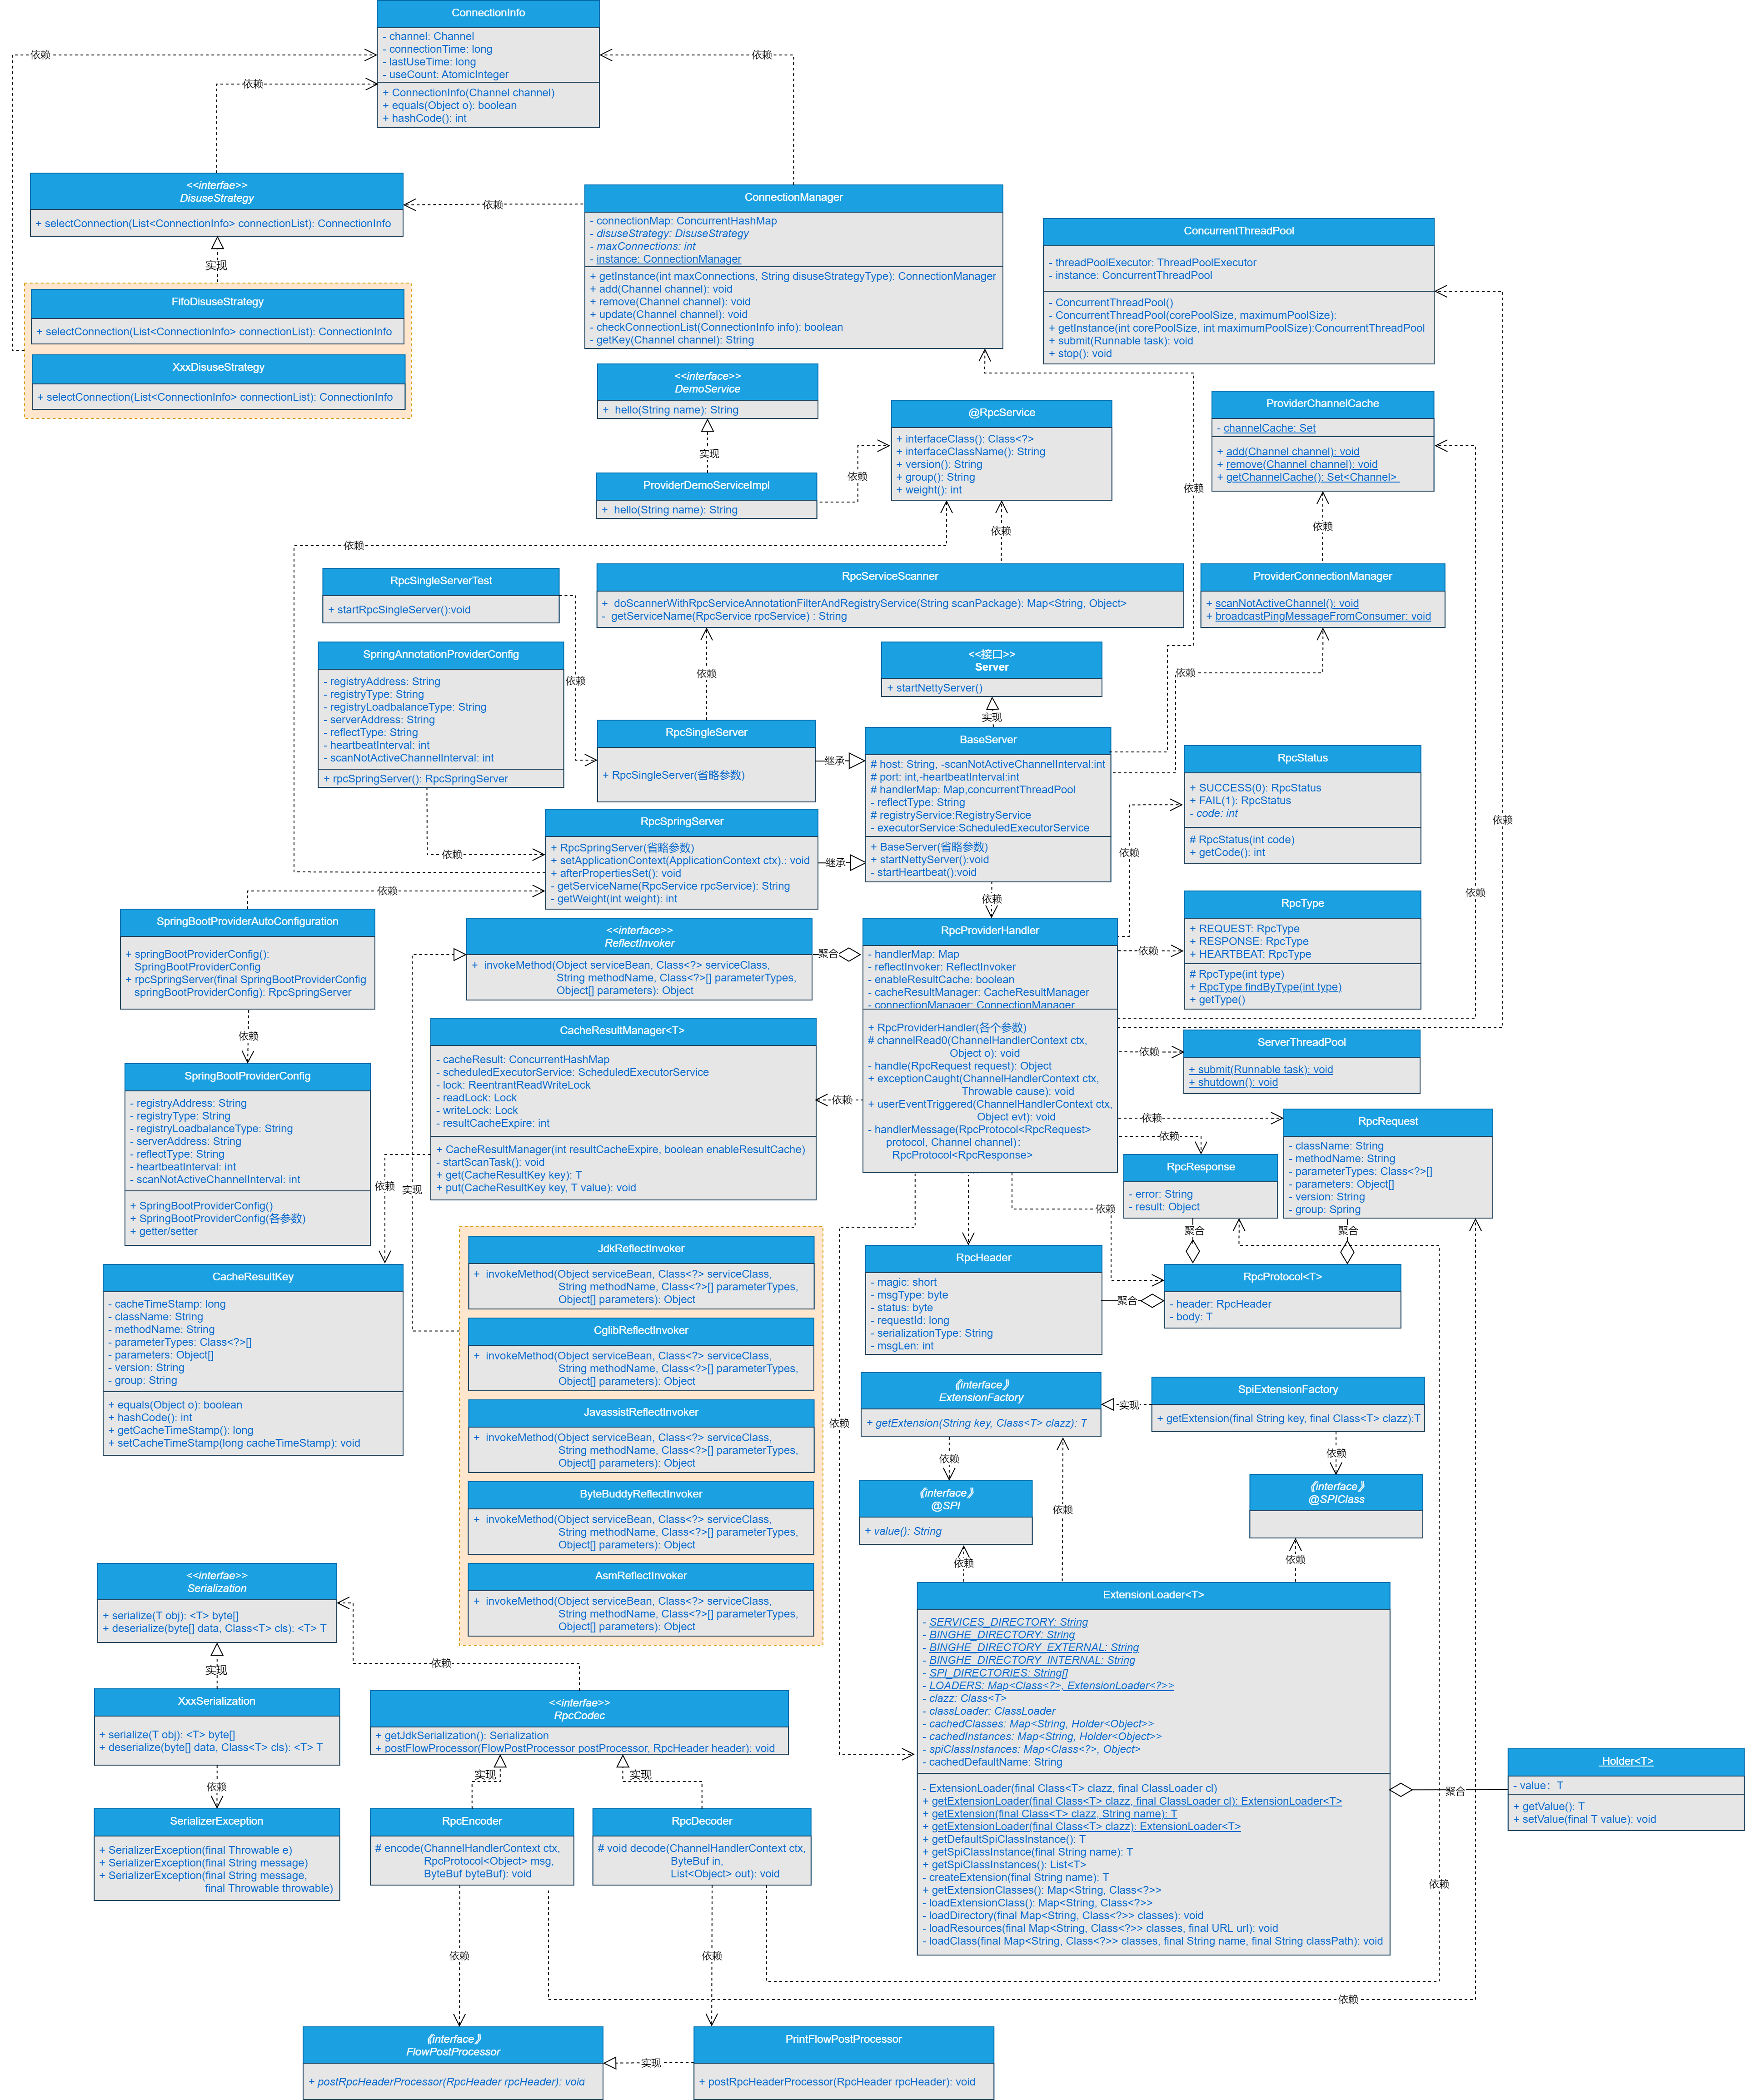 ConnectionInfo
- channel: Channel
- connectionTime: long
- lastUseTime: long
- useCount: AtomicInteger
+ ConnectionInfo(Channel channel)
+ equals(Object o): boolean
+ hashCode(): int
依赖
依赖
依赖
<<interfae>>
DisuseStrategy
+ selectConnection(List<ConnectionInfo> connectionList): ConnectionInfo
实现
FifoDisuseStrategy
+ selectConnection(List<ConnectionInfo> connectionList): ConnectionInfo
XxxDisuseStrategy
+ selectConnection(List<ConnectionInfo> connectionList): ConnectionInfo
依赖
ConnectionManager
- connectionMap: ConcurrentHashMap
- disuseStrategy: DisuseStrategy
- maxConnections: int
- instance: ConnectionManager
+ getInstance(int maxConnections, String disuseStrategyType): ConnectionManager
+ add(Channel channel): void
+ remove(Channel channel): void
+ update(Channel channel): void
- checkConnectionList(ConnectionInfo info): boolean
- getKey(Channel channel): String
ConcurrentThreadPool
- threadPoolExecutor: ThreadPoolExecutor
- instance: ConcurrentThreadPool
- ConcurrentThreadPool()
- ConcurrentThreadPool(corePoolSize, maximumPoolSize):
+ getInstance(int corePoolSize, int maximumPoolSize):ConcurrentThreadPool
+ submit(Runnable task): void
+ stop(): void
<<interface>>
DemoService
+ hello(String name): String
实现
ProviderDemoServiceImpl
+ hello(String name): String
依赖
@RpcService
+ interfaceClass(): Class<?>
+ interfaceClassName(): String
+ version(): String
+ group(): String
+ weight(): int
依赖
ProviderChannelCache
- channelCache: Set
+ add(Channel channel): void
+ remove(Channel channel): void
+ getChannelCache(): Set<Channel>
依赖
依赖
依赖
RpcSingleServerTest
+ startRpcSingleServer():void
RpcServiceScanner
+ doScannerWithRpcServiceAnnotationFilterAndRegistryService(String scanPackage): Map<String, Object>
- getServiceName(RpcService rpcService) : String
ProviderConnectionManager
+ scanNotActiveChannel(): void
+ broadcastPingMessageFromConsumer: void
SpringAnnotationProviderConfig
- registryAddress: String
- registryType: String
- registryLoadbalanceType: String
- serverAddress: String
- reflectType: String
- heartbeatInterval: int
- scanNotActiveChannelInterval: int
+ rpcSpringServer(): RpcSpringServer
依赖
依赖
依赖
<<接口>>
Server
+ startNettyServer()
实现
RpcSingleServer
+ RpcSingleServer(省略参数)
继承
BaseServer
# host: String, -scanNotActiveChannelInterval:int
# port: int,-heartbeatInterval:int
# handlerMap: Map,concurrentThreadPool
- reflectType: String
# registryService:RegistryService
- executorService:ScheduledExecutorService
+ BaseServer(省略参数)
+ startNettyServer():void
- startHeartbeat():void
RpcStatus
+ SUCCESS(0): RpcStatus
+ FAIL(1): RpcStatus
- code: int
# RpcStatus(int code)
+ getCode(): int
RpcSpringServer
+ RpcSpringServer(省略参数)
+ setApplicationContext(ApplicationContext ctx).: void
+ afterPropertiesSet(): void
- getServiceName(RpcService rpcService): String
- getWeight(int weight): int
继承
依赖
依赖
依赖
依赖
依赖
依赖
SpringBootProviderAutoConfiguration
+ springBootProviderConfig():
SpringBootProviderConfig
+ rpcSpringServer(final SpringBootProviderConfig
springBootProviderConfig): RpcSpringServer
依赖
<<interface>>
ReflectInvoker
+ invokeMethod(Object serviceBean, Class<?> serviceClass,
String methodName, Class<?>[] parameterTypes,
Object[] parameters): Object
聚合
RpcProviderHandler
- handlerMap: Map
- reflectInvoker: ReflectInvoker
- enableResultCache: boolean
- cacheResultManager: CacheResultManager
- connectionManager: ConnectionManager
+ RpcProviderHandler(各个参数)
# channelRead0(ChannelHandlerContext ctx,
Object o): void
- handle(RpcRequest request): Object
+ exceptionCaught(ChannelHandlerContext ctx,
Throwable cause): void
+ userEventTriggered(ChannelHandlerContext ctx,
Object evt): void
- handlerMessage(RpcProtocol<RpcRequest>
protocol, Channel channel):
RpcProtocol<RpcResponse>
依赖
RpcType
+ REQUEST: RpcType
+ RESPONSE: RpcType
+ HEARTBEAT: RpcType
# RpcType(int type)
+ RpcType findByType(int type)
+ getType()
依赖
ServerThreadPool
+ submit(Runnable task): void
+ shutdown(): void
CacheResultManager<T>
- cacheResult: ConcurrentHashMap
- scheduledExecutorService: ScheduledExecutorService
- lock: ReentrantReadWriteLock
- readLock: Lock
- writeLock: Lock
- resultCacheExpire: int
+ CacheResultManager(int resultCacheExpire, boolean enableResultCache)
- startScanTask(): void
+ get(CacheResultKey key): T
+ put(CacheResultKey key, T value): void
依赖
SpringBootProviderConfig
- registryAddress: String
- registryType: String
- registryLoadbalanceType: String
- serverAddress: String
- reflectType: String
- heartbeatInterval: int
- scanNotActiveChannelInterval: int
+ SpringBootProviderConfig()
+ SpringBootProviderConfig(各参数)
+ getter/setter
依赖
实现
依赖
依赖
依赖
RpcRequest
- className: String
- methodName: String
- parameterTypes: Class<?>[]
- parameters: Object[]
- version: String
- group: Spring
RpcResponse
- error: String
- result: Object
聚合
聚合
CacheResultKey
- cacheTimeStamp: long
- className: String
- methodName: String
- parameterTypes: Class<?>[]
- parameters: Object[]
- version: String
- group: String
+ equals(Object o): boolean
+ hashCode(): int
+ getCacheTimeStamp(): long
+ setCacheTimeStamp(long cacheTimeStamp): void
JdkReflectInvoker
+ invokeMethod(Object serviceBean, Class<?> serviceClass,
String methodName, Class<?>[] parameterTypes,
Object[] parameters): Object
CglibReflectInvoker
+ invokeMethod(Object serviceBean, Class<?> serviceClass,
String methodName, Class<?>[] parameterTypes,
Object[] parameters): Object
JavassistReflectInvoker
+ invokeMethod(Object serviceBean, Class<?> serviceClass,
String methodName, Class<?>[] parameterTypes,
Object[] parameters): Object
ByteBuddyReflectInvoker
+ invokeMethod(Object serviceBean, Class<?> serviceClass,
String methodName, Class<?>[] parameterTypes,
Object[] parameters): Object
AsmReflectInvoker
+ invokeMethod(Object serviceBean, Class<?> serviceClass,
String methodName, Class<?>[] parameterTypes,
Object[] parameters): Object
RpcHeader
- magic: short
- msgType: byte
- status: byte
- requestId: long
- serializationType: String
- msgLen: int
聚合
RpcProtocol<T>
- header: RpcHeader
- body: T
依赖
《interface》
ExtensionFactory
+ getExtension(String key, Class<T> clazz): T
实现
SpiExtensionFactory
+ getExtension(final String key, final Class<T> clazz):T
依赖
依赖
《interface》
@SPI
+ value(): String
依赖
《interface》
@SPIClass
依赖
依赖
ExtensionLoader<T>
- SERVICES_DIRECTORY: String
- BINGHE_DIRECTORY: String
- BINGHE_DIRECTORY_EXTERNAL: String
- BINGHE_DIRECTORY_INTERNAL: String
- SPI_DIRECTORIES: String[]
- LOADERS: Map<Class<?>, ExtensionLoader<?>>
- clazz: Class<T>
- classLoader: ClassLoader
- cachedClasses: Map<String, Holder<Object>>
- cachedInstances: Map<String, Holder<Object>>
- spiClassInstances: Map<Class<?>, Object>
- cachedDefaultName: String
- ExtensionLoader(final Class<T> clazz, final ClassLoader cl)
+ getExtensionLoader(final Class<T> clazz, final ClassLoader cl): ExtensionLoader<T>
+ getExtension(final Class<T> clazz, String name): T
+ getExtensionLoader(final Class<T> clazz): ExtensionLoader<T>
+ getDefaultSpiClassInstance(): T
+ getSpiClassInstance(final String name): T
+ getSpiClassInstances(): List<T>
- createExtension(final String name): T
+ getExtensionClasses(): Map<String, Class<?>>
- loadExtensionClass(): Map<String, Class<?>>
- loadDirectory(final Map<String, Class<?>> classes): void
- loadResources(final Map<String, Class<?>> classes, final URL url): void
- loadClass(final Map<String, Class<?>> classes, final String name, final String classPath): void
聚合
Holder<T>
- value: T
+ getValue(): T
+ setValue(final T value): void
<<interfae>>
Serialization
+ serialize(T obj): <T> byte[]
+ deserialize(byte[] data, Class<T> cls): <T> T
实现
依赖
XxxSerialization
+ serialize(T obj): <T> byte[]
+ deserialize(byte[] data, Class<T> cls): <T> T
依赖
SerializerException
+ SerializerException(final Throwable e)
+ SerializerException(final String message)
+ SerializerException(final String message,
final Throwable throwable)
<<interfae>>
RpcCodec
+ getJdkSerialization(): Serialization
+ postFlowProcessor(FlowPostProcessor postProcessor, RpcHeader header): void
实现
实现
RpcEncoder
# encode(ChannelHandlerContext ctx,
RpcProtocol<Object> msg,
ByteBuf byteBuf): void
RpcDecoder
# void decode(ChannelHandlerContext ctx,
ByteBuf in,
List<Object> out): void
依赖
依赖
依赖
依赖
《interface》
FlowPostProcessor
+ postRpcHeaderProcessor(RpcHeader rpcHeader): void
实现
PrintFlowPostProcessor
+ postRpcHeaderProcessor(RpcHeader rpcHeader): void